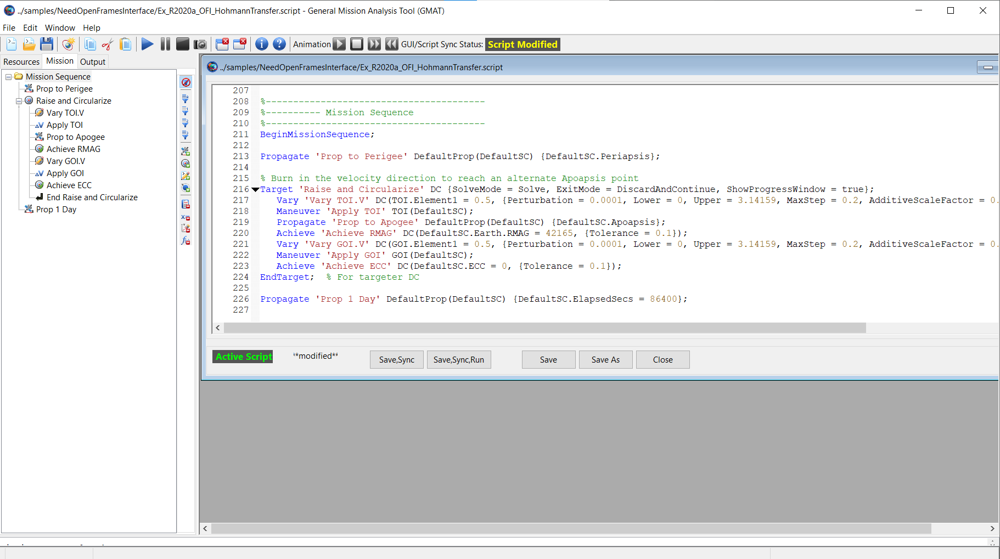 ../samples/NeedOpenFramesInterface/Ex_R2020a_OFI_HohmannTransfer.script - General Mission Analysis Tool (GMAT)
File Edit Window Help
Animation GUI/Script Sync Status: Script Modified
Resources Mission Output
Mission Sequence
Prop to Perigee
Raise and Circularize
Vary TOI.V
Apply TOI
Prop to Apogee
Achieve RMAG
Vary GOI.V
Apply GOI
Achieve ECC
End Raise and Circularize
Prop 1 Day
../samples/NeedOpenFramesInterface/Ex_R2020a_OFI_HohmannTransfer.script
207
208 %----------------------------------------
209 %---------- Mission Sequence
210 %----------------------------------------
211 BeginMissionSequence;
212
213 Propagate 'Prop to Perigee' DefaultProp(DefaultSC) {DefaultSC.Periapsis};
214
215 % Burn in the velocity direction to reach an alternate Apoapsis point
216 Target 'Raise and Circularize' DC {SolveMode = Solve, ExitMode = DiscardAndContinue, ShowProgressWindow = true};
217 Vary 'Vary TOI.V' DC(TOI.Element1 = 0.5, {Perturbation = 0.0001, Lower = 0, Upper = 3.14159, MaxStep = 0.2, AdditiveScaleFactor = 0.
218 Maneuver 'Apply TOI' TOI(DefaultSC);
219 Propagate 'Prop to Apogee' DefaultProp(DefaultSC) {DefaultSC.Apoapsis};
220 Achieve 'Achieve RMAG' DC(DefaultSC.Earth.RMAG = 42165, {Tolerance = 0.1});
221 Vary 'Vary GOI.V' DC(GOI.Element1 = 0.5, {Perturbation = 0.0001, Lower = 0, Upper = 3.14159, MaxStep = 0.2, AdditiveScaleFactor = 0.
222 Maneuver 'Apply GOI' GOI(DefaultSC);
223 Achieve 'Achieve ECC' DC(DefaultSC.ECC = 0, {Tolerance = 0.1});
224 EndTarget; % For targeter DC
225
226 Propagate 'Prop 1 Day' DefaultProp(DefaultSC) {DefaultSC.ElapsedSecs = 86400};
227
Active Script **modified** Save,Sync Save,Sync,Run Save Save As Close